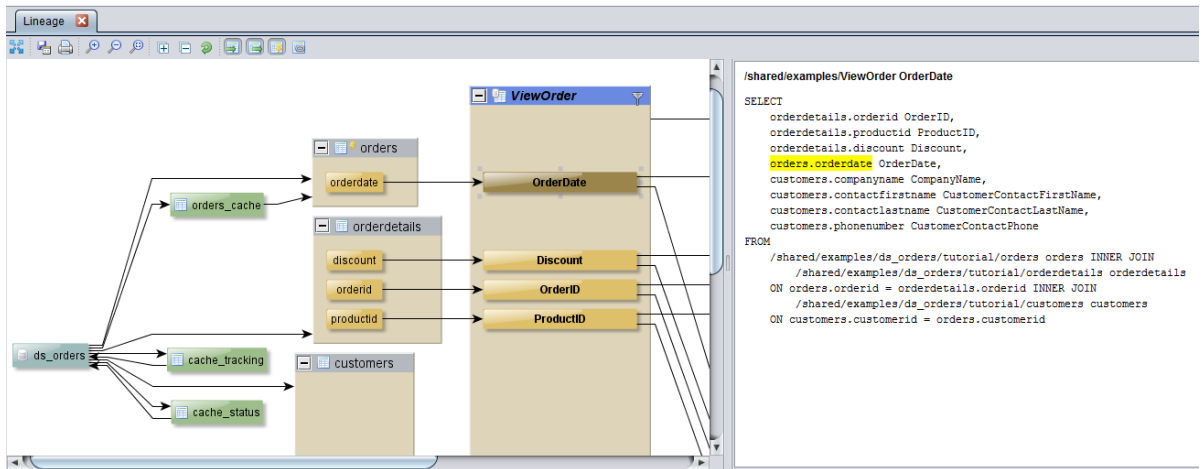 Lineage
ViewOrder
orders
orderdate
OrderDate
orders_cache
orderdetails
discount
Discount
orderid
OrderID
productid
ProductID
ds_orders
cache_tracking
customers
cache_status
/shared/examples/ViewOrder OrderDate
SELECT
orderdetails.orderid OrderID,
orderdetails.productid ProductID,
orderdetails.discount Discount,
orders.orderdate OrderDate,
customers.companyname CompanyName,
customers.contactfirstname CustomerContactFirstName,
customers.contactlastname CustomerContactLastName,
customers.phonenumber CustomerContactPhone
FROM
/shared/examples/ds_orders/tutorial/orders orders INNER JOIN
/shared/examples/ds_orders/tutorial/orderdetails orderdetails
ON orders.orderid = orderdetails.orderid INNER JOIN
/shared/examples/ds_orders/tutorial/customers customers
ON customers.customerid = orders.customerid